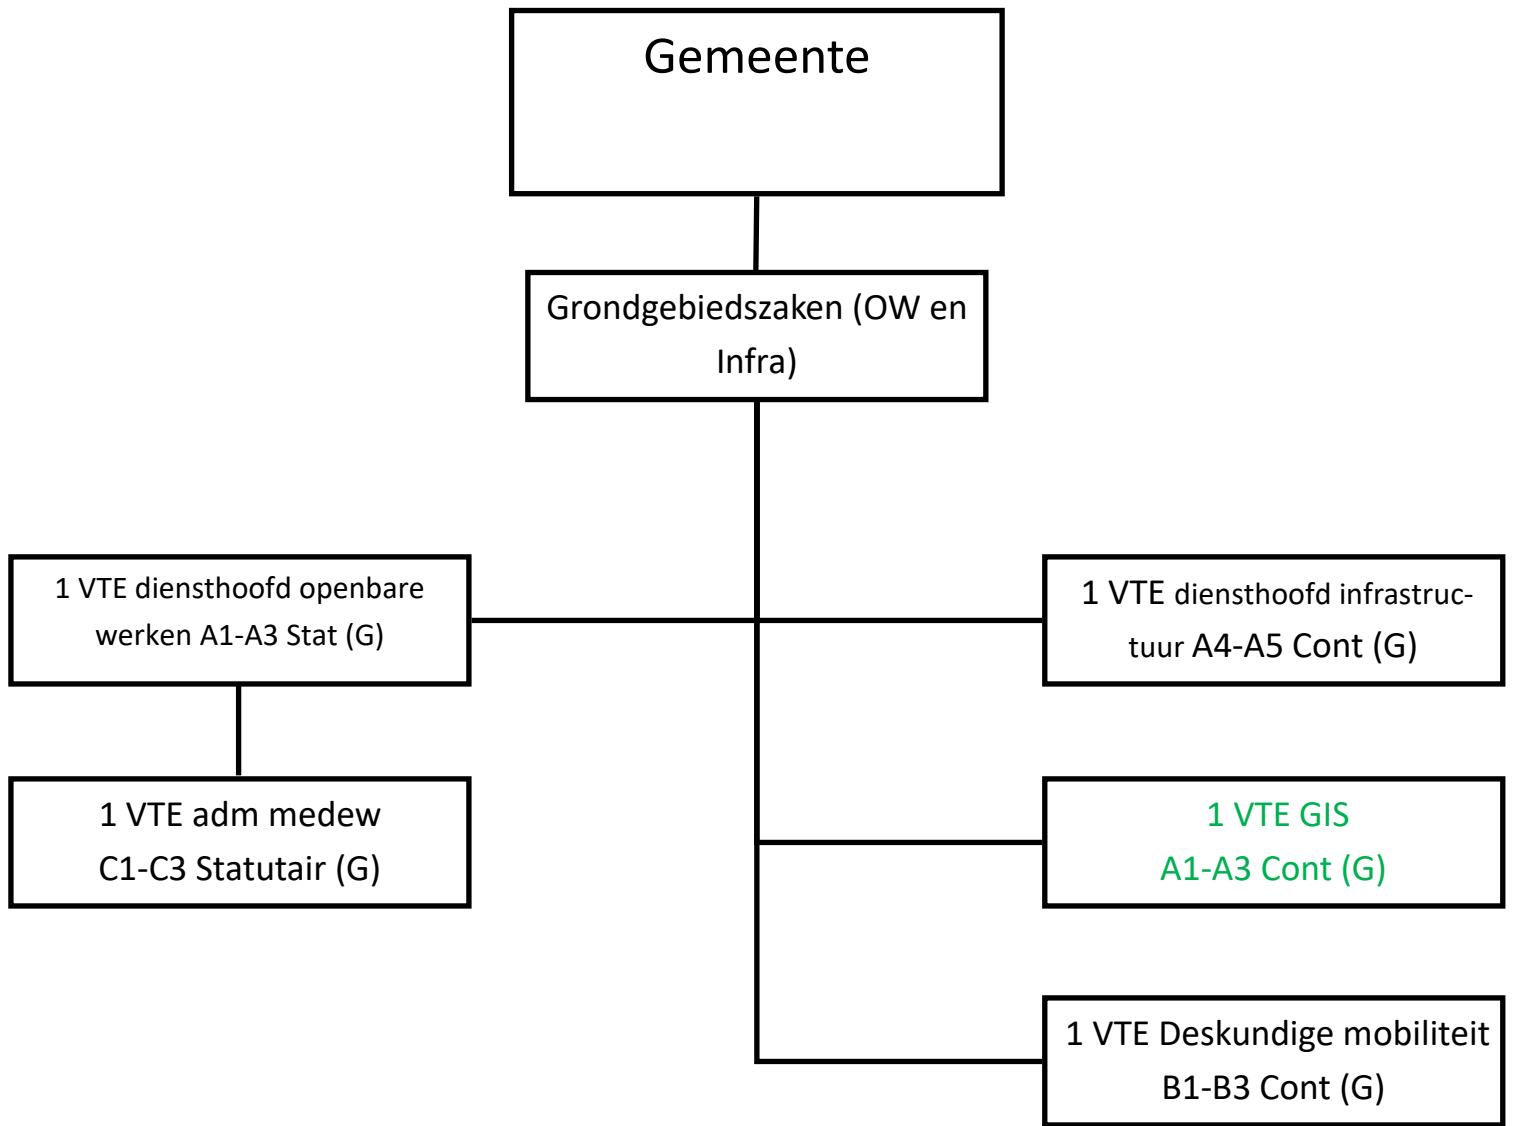 Gemeente
Grondgebiedszaken (OW en
Infra)
1 VTE diensthoofd openbare
werken A1-A3 Stat (G)
1 VTE diensthoofd infrastruc-
tuur A4-A5 Cont (G)
1 VTE adm medew
C1-C3 Statutair (G)
1 VTE GIS
A1-A3 Cont (G)
1 VTE Deskundige mobiliteit
B1-B3 Cont (G)